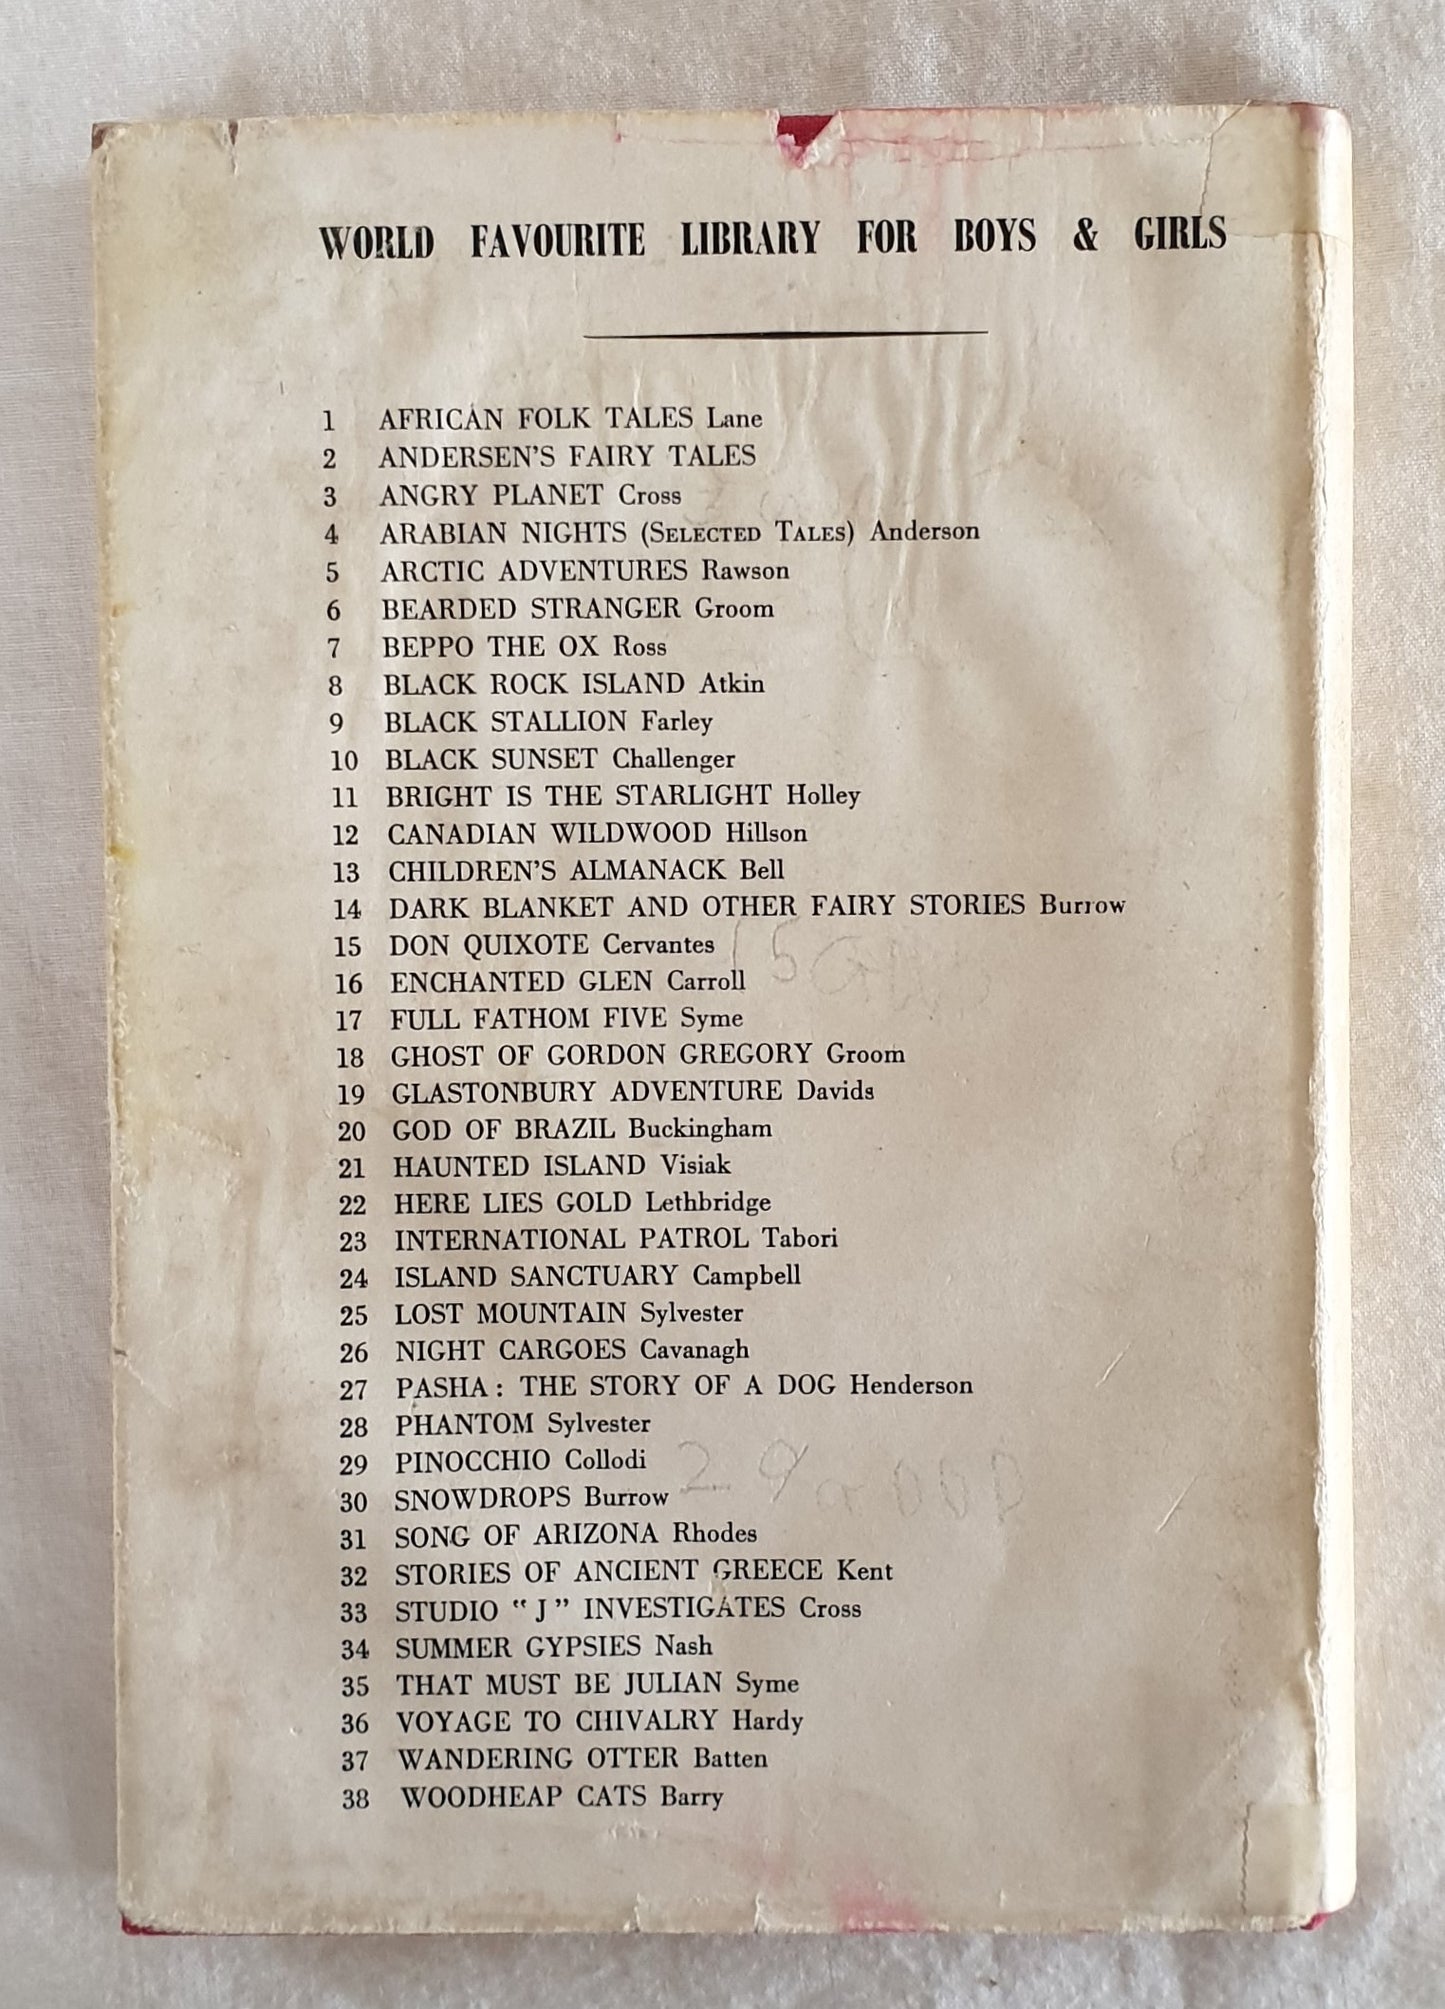 WORLD FAVOURITE LIBRARY FOR BOYS & GIRLS
1 AFRICAN FOLK TALES Lane
2 ANDERSEN'S FAIRY TALES
3 ANGRY PLANET Cross
4 ARABIAN NIGHTS (SELECTED TALES) Anderson
5 ARCTIC ADVENTURES Rawson
6 BEARDED STRANGER Groom
7 BEPPO THE OX Ross
8 BLACK ROCK ISLAND Atkin
9 BLACK STALLION Farley
10 BLACK SUNSET Challenger
11 BRIGHT IS THE STARLIGHT Holley
12 CANADIAN WILDWOOD Hillson
13 CHILDREN'S ALMANACK Bell
14 DARK BLANKET AND OTHER FAIRY STORIES Burrow
15 DON QUIXOTE Cervantes
16 ENCHANTED GLEN Carroll
17 FULL FATHOM FIVE Syme
18 GHOST OF GORDON GREGORY Groom
19 GLASTONBURY ADVENTURE Davids
20 GOD OF BRAZIL Buckingham
21 HAUNTED ISLAND Visiak
22 HERE LIES GOLD Lethbridge
23 INTERNATIONAL PATROL Tabori
24 ISLAND SANCTUARY Campbell
25 LOST MOUNTAIN Sylvester
26 NIGHT CARGOES Cavanagh
27 PASHA: THE STORY OF A DOG Henderson
28 PHANTOM Sylvester
29 PINOCCHIO Collodi
30 SNOWDROPS Burrow
31 SONG OF ARIZONA Rhodes
32 STORIES OF ANCIENT GREECE Kent
33 STUDIO "J" INVESTIGATES Cross
34 SUMMER GYPSIES Nash
35 THAT MUST BE JULIAN Syme
36 VOYAGE TO CHIVALRY Hardy
37 WANDERING OTTER Batten
38 WOODHEAP CATS Barry